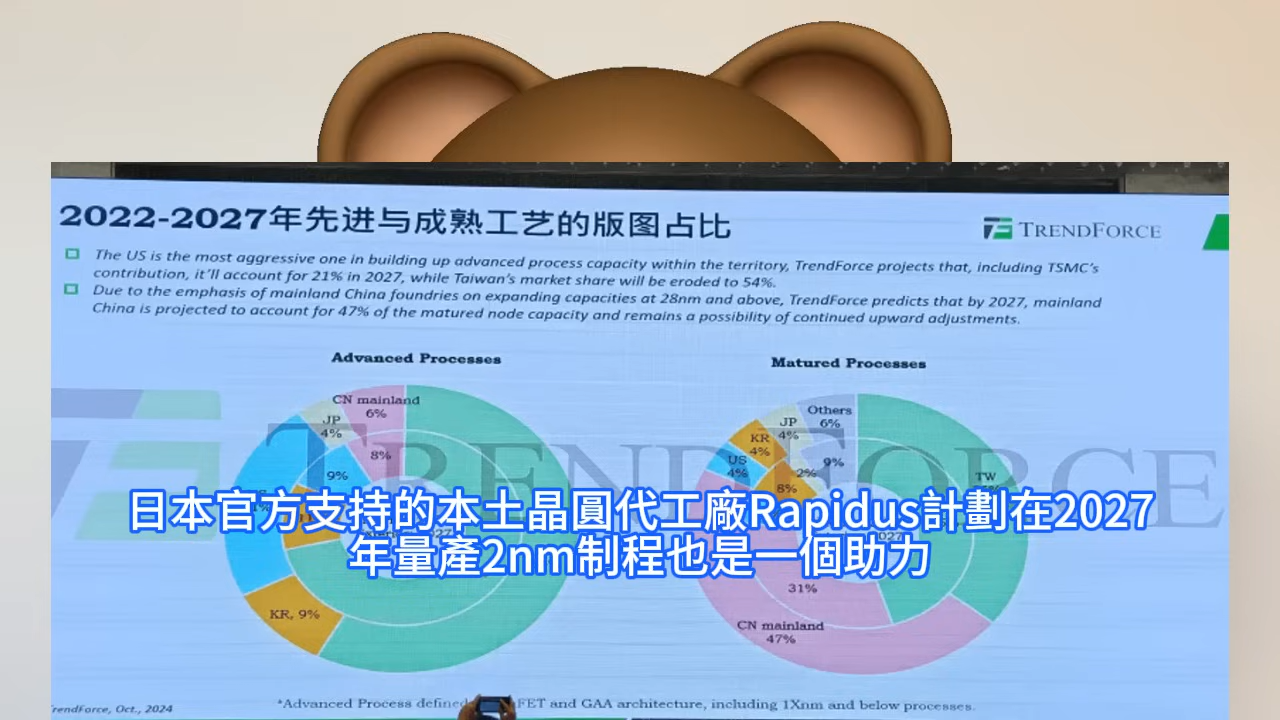 2022-2027年先进与成熟工艺的版图占比
TRENDFORCE
The US is the most aggressive one in building up advanced process capacity within the territory, TrendForce projects that, including TSMC's
contribution, it'll account for 21% in 2027, while Taiwan's market share will be eroded to 54%.
Due to the emphasis of mainland China foundries on expanding capacities at 28nm and above, TrendForce predicts that by 2027, mainland
China is projected to account for 47% of the matured node capacity and remains a possibility of continued upward adjustments.
Advanced Processes
CN mainland
6%
JP
4%
8%
9%
KR, 9%
Matured Processes
Others
6%
JP
4%
KR
4%
US
4%
9%
2%
8%
TW
31%
CN mainland
47%
TRENDFORCE
日本官方支持的本土晶圓代工廠Rapidus計劃在2027
年量產2nm制程也是一個助力
*Advanced Process defined FET and GAA architecture, including 1Xnm and below processes.
TrendForce, Oct., 2024